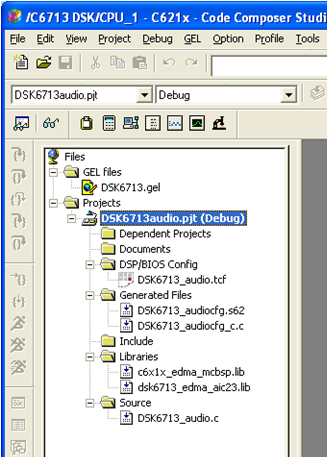 /C6713 DSK/CPU_1 - C621x - Code Composer Studi
File Edit View Project Debug GEL Option Profile Tools
DSK6713audio.pjt Debug
Files
GEL files
DSK6713.gel
Projects
DSK6713audio.pjt (Debug)
Dependent Projects
Documents
DSP/BIOS Config
DSK6713_audio.tcf
Generated Files
DSK6713_audiocfg.s62
DSK6713_audiocfg_c.c
Include
Libraries
c6x1x_edma_mcbsp.lib
dsk6713_edma_aic23.lib
Source
DSK6713_audio.c